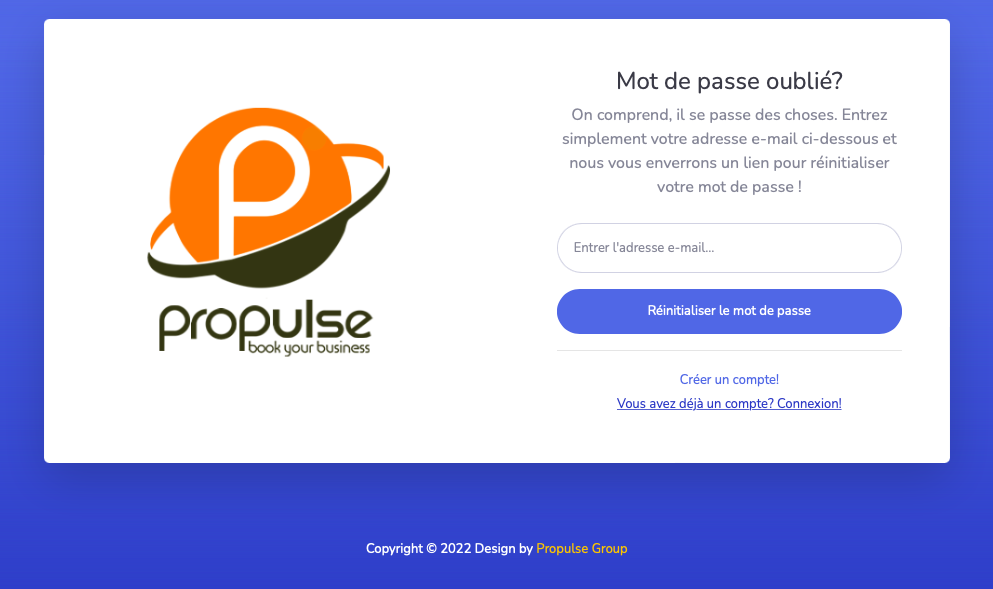 P
propulse
book your business
Mot de passe oublié?
On comprend, il se passe des choses. Entrez
simplement votre adresse e-mail ci-dessous et
nous vous enverrons un lien pour réinitialiser
votre mot de passe !
Entrer l'adresse e-mail...
Réinitialiser le mot de passe
Créer un compte!
Vous avez déjà un compte? Connexion!
Copyright © 2022 Design by Propulse Group